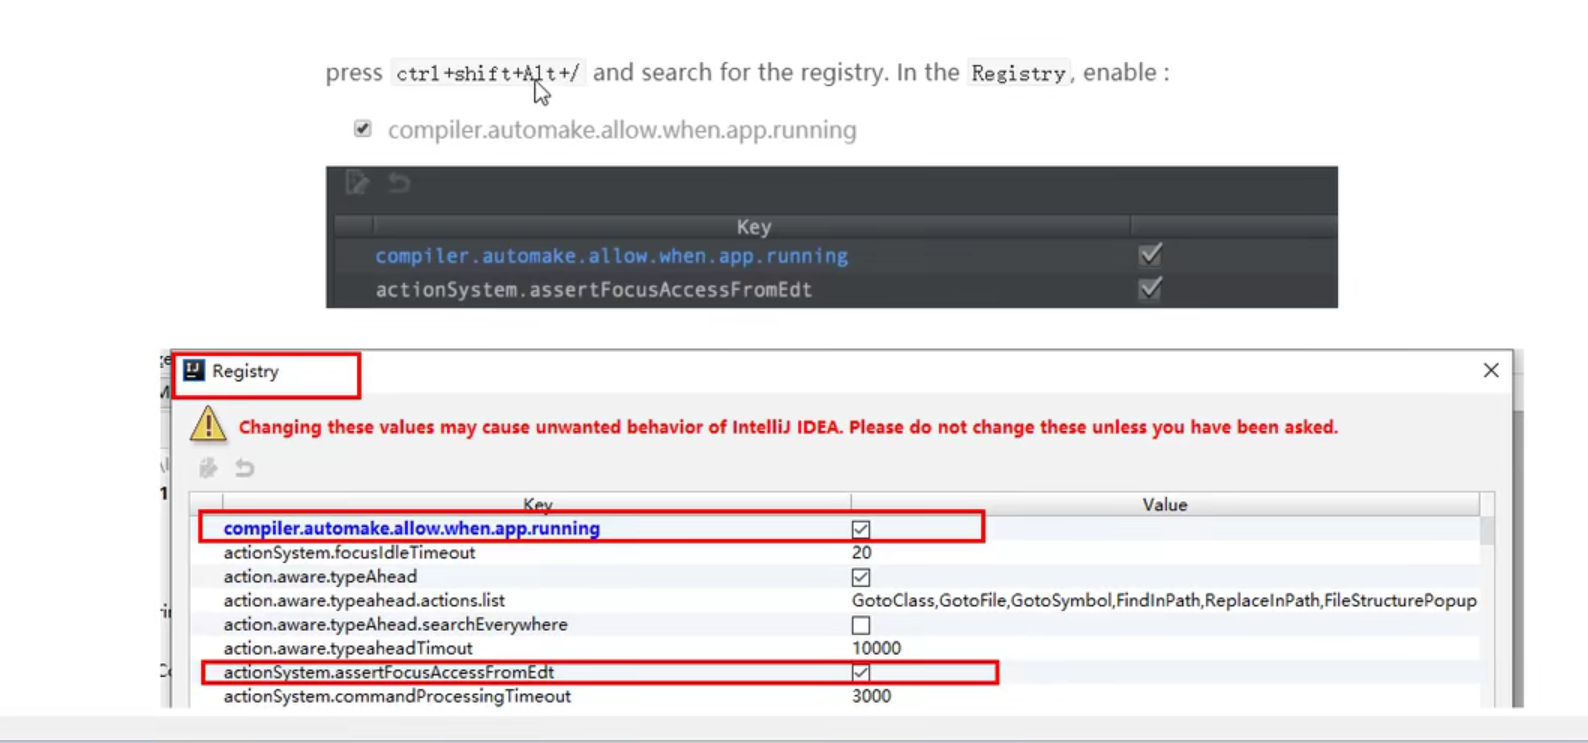 press ctrl+shift+Alt+/ and search for the registry. In the Registry, enable :
compiler.automake.allow.when.app.running
Key
compiler.automake.allow.when.app.running
actionSystem.assertFocusAccessFromEdt
Registry
Changing these values may cause unwanted behavior of IntelliJ IDEA. Please do not change these unless you have been asked.
Key Value
compiler.automake.allow.when.app.running
actionSystem.focusIdleTimeout 20
action.aware.typeAhead
action.aware.typeahead.actions.list GotoClass,GotoFile,GotoSymbol,FindInPath,ReplaceInPath,FileStructurePopup
action.aware.typeAhead.searchEverywhere
action.aware.typeaheadTimout 10000
actionSystem.assertFocusAccessFromEdt
actionSystem.commandProcessingTimeout 3000